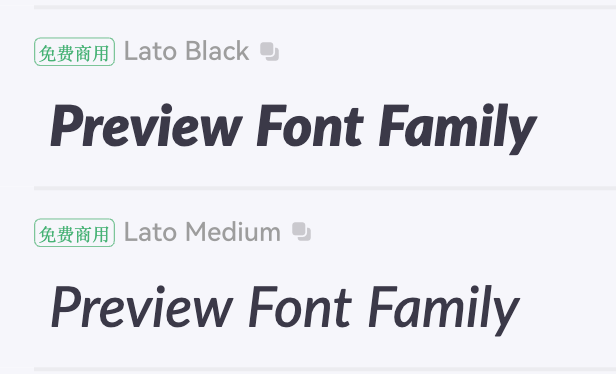 免费商用 Lato Black
Preview Font Family
免费商用 Lato Medium
Preview Font Family